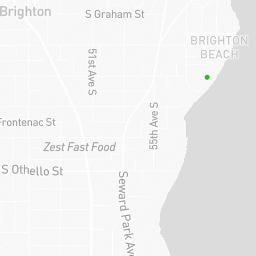 S Graham St
Brighton
BRIGHTON
BEACH
51st Ave S
55th Ave S
Frontenac St
Zest Fast Food
S Othello St
Seward Park Ave